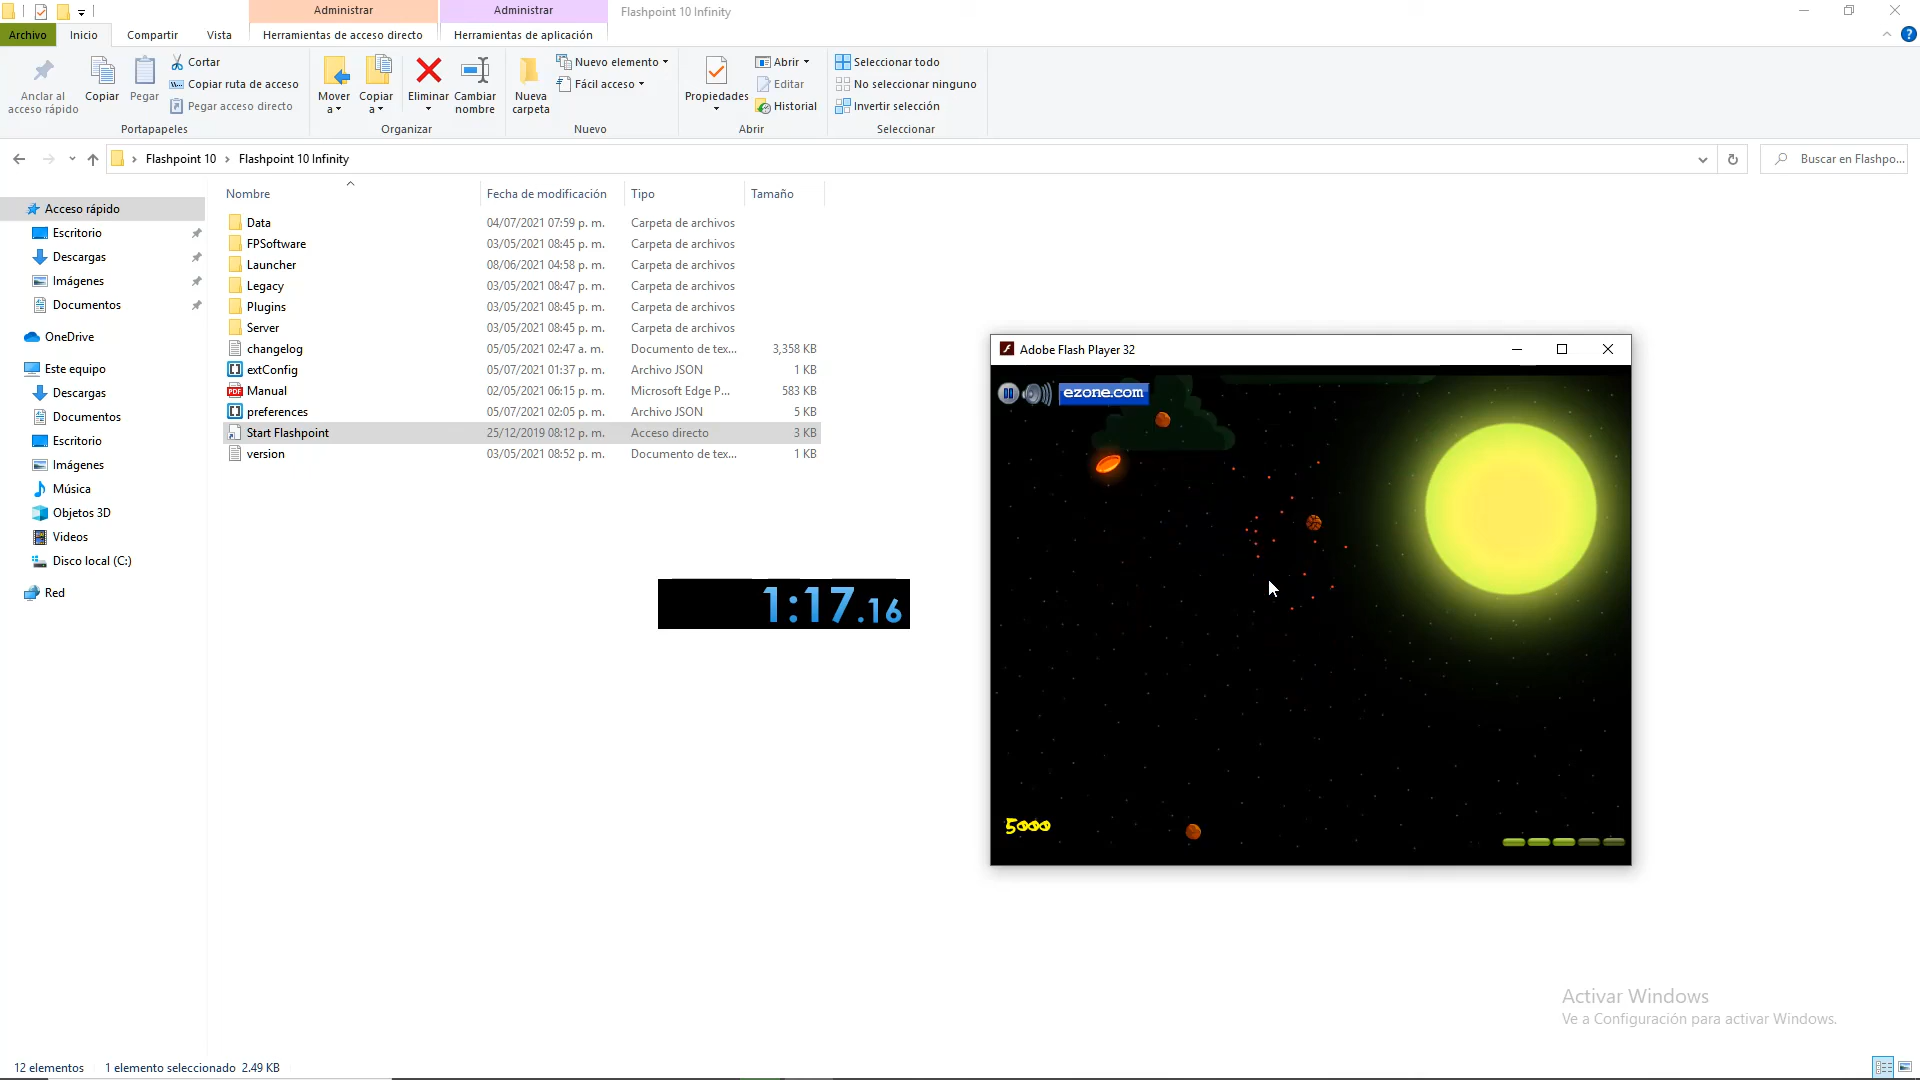 Administrar
Administrar
Flashpoint 10 Infinity
Archivo
Inicio
Compartir
Vista
Herramientas de acceso directo
Herramientas de aplicación
Anclar al
acceso rápido
Copiar
Pegar
Cortar
Copiar ruta de acceso
Pegar acceso directo
Portapapeles
Mover
a
Copiar
a
Eliminar
Cambiar
nombre
Organizar
Nueva
carpeta
Nuevo elemento
Fácil acceso
Nuevo
Propiedades
Abrir
Editar
Historial
Abrir
Seleccionar todo
No seleccionar ninguno
Invertir selección
Seleccionar
Flashpoint 10 › Flashpoint 10 Infinity
Buscar en Flashpo...
Nombre Fecha de modificación Tipo Tamaño
Acceso rápido
Escritorio
Descargas
Imágenes
Documentos
OneDrive
Este equipo
Descargas
Documentos
Escritorio
Imágenes
Música
Objetos 3D
Videos
Disco local (C:)
Red
Data 04/07/2021 07:59 p. m. Carpeta de archivos
FPSoftware 03/05/2021 08:45 p. m. Carpeta de archivos
Launcher 08/06/2021 04:58 p. m. Carpeta de archivos
Legacy 03/05/2021 08:47 p. m. Carpeta de archivos
Plugins 03/05/2021 08:45 p. m. Carpeta de archivos
Server 03/05/2021 08:45 p. m. Carpeta de archivos
changelog 05/05/2021 02:47 a. m. Documento de tex... 3,358 KB
extConfig 05/07/2021 01:37 p. m. Archivo JSON 1 KB
Manual 02/05/2021 06:15 p. m. Microsoft Edge P... 583 KB
preferences 05/07/2021 02:05 p. m. Archivo JSON 5 KB
Start Flashpoint 25/12/2019 08:12 p. m. Acceso directo 3 KB
version 03/05/2021 08:52 p. m. Documento de tex... 1 KB
1:17.16
Adobe Flash Player 32
ezone.com
5000
Activar Windows
Ve a Configuración para activar Windows.
12 elementos 1 elemento seleccionado 2.49 KB